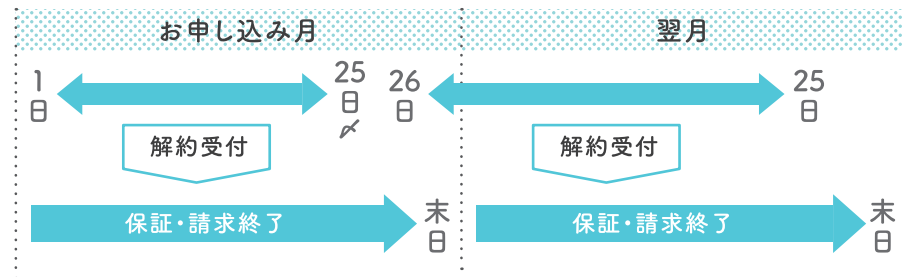 お申し込み月
翌月
1日
25日〆
26日
25日
解約受付
解約受付
保証・請求終了
末日
保証・請求終了
末日